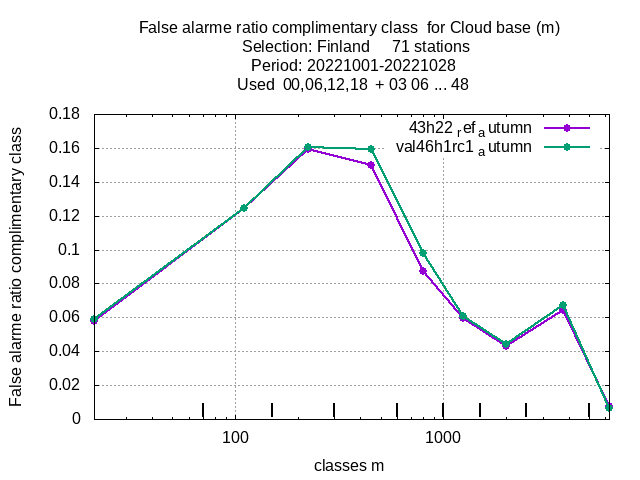 False alarme ratio complimentary class for Cloud base (m)
Selection: Finland 71 stations
Period: 20221001-20221028
Used 00,06,12,18 + 03 06 ... 48
43h22 ref autumn
val46h1rc1 autumn
False alarme ratio complimentary class
0.18
0.16
0.14
0.12
0.1
0.08
0.06
0.04
0.02
0
100 1000
classes m